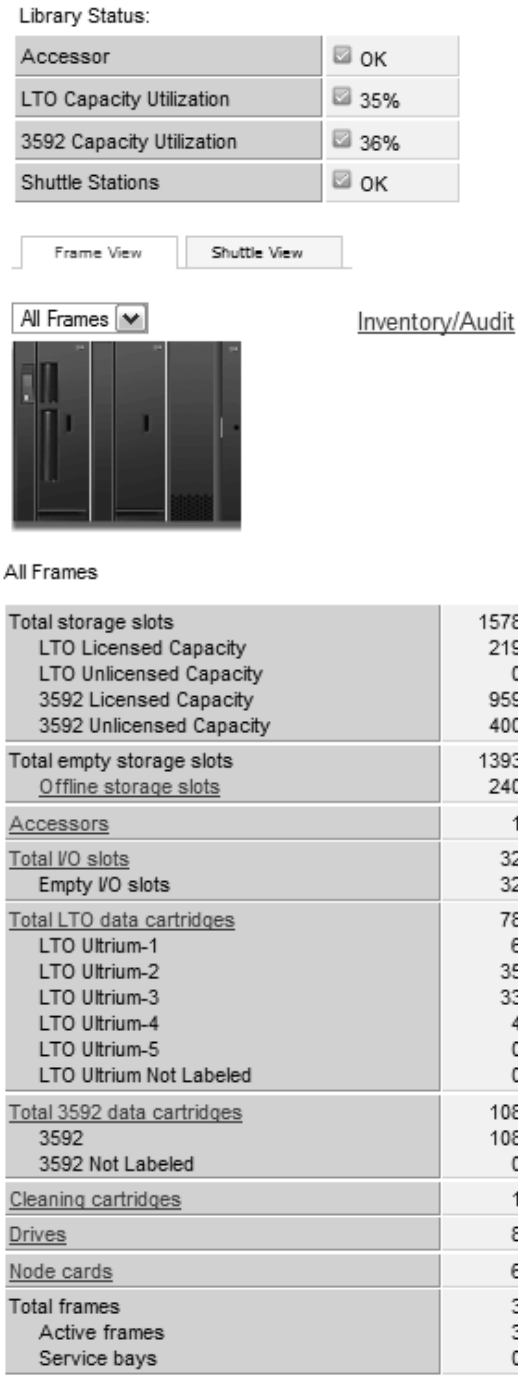 Library Status:
Accessor OK
LTO Capacity Utilization 35%
3592 Capacity Utilization 36%
Shuttle Stations OK
Frame View Shuttle View
All Frames Inventory/Audit
All Frames
Total storage slots 1578
LTO Licensed Capacity 219
LTO Unlicensed Capacity 0
3592 Licensed Capacity 959
3592 Unlicensed Capacity 400
Total empty storage slots 1393
Offline storage slots 240
Accessors 1
Total I/O slots 32
Empty I/O slots 32
Total LTO data cartridges 78
LTO Ultrium-1 6
LTO Ultrium-2 35
LTO Ultrium-3 33
LTO Ultrium-4 4
LTO Ultrium-5 0
LTO Ultrium Not Labeled 0
Total 3592 data cartridges 108
3592 108
3592 Not Labeled 0
Cleaning cartridges 1
Drives 8
Node cards 6
Total frames 3
Active frames 3
Service bays 0